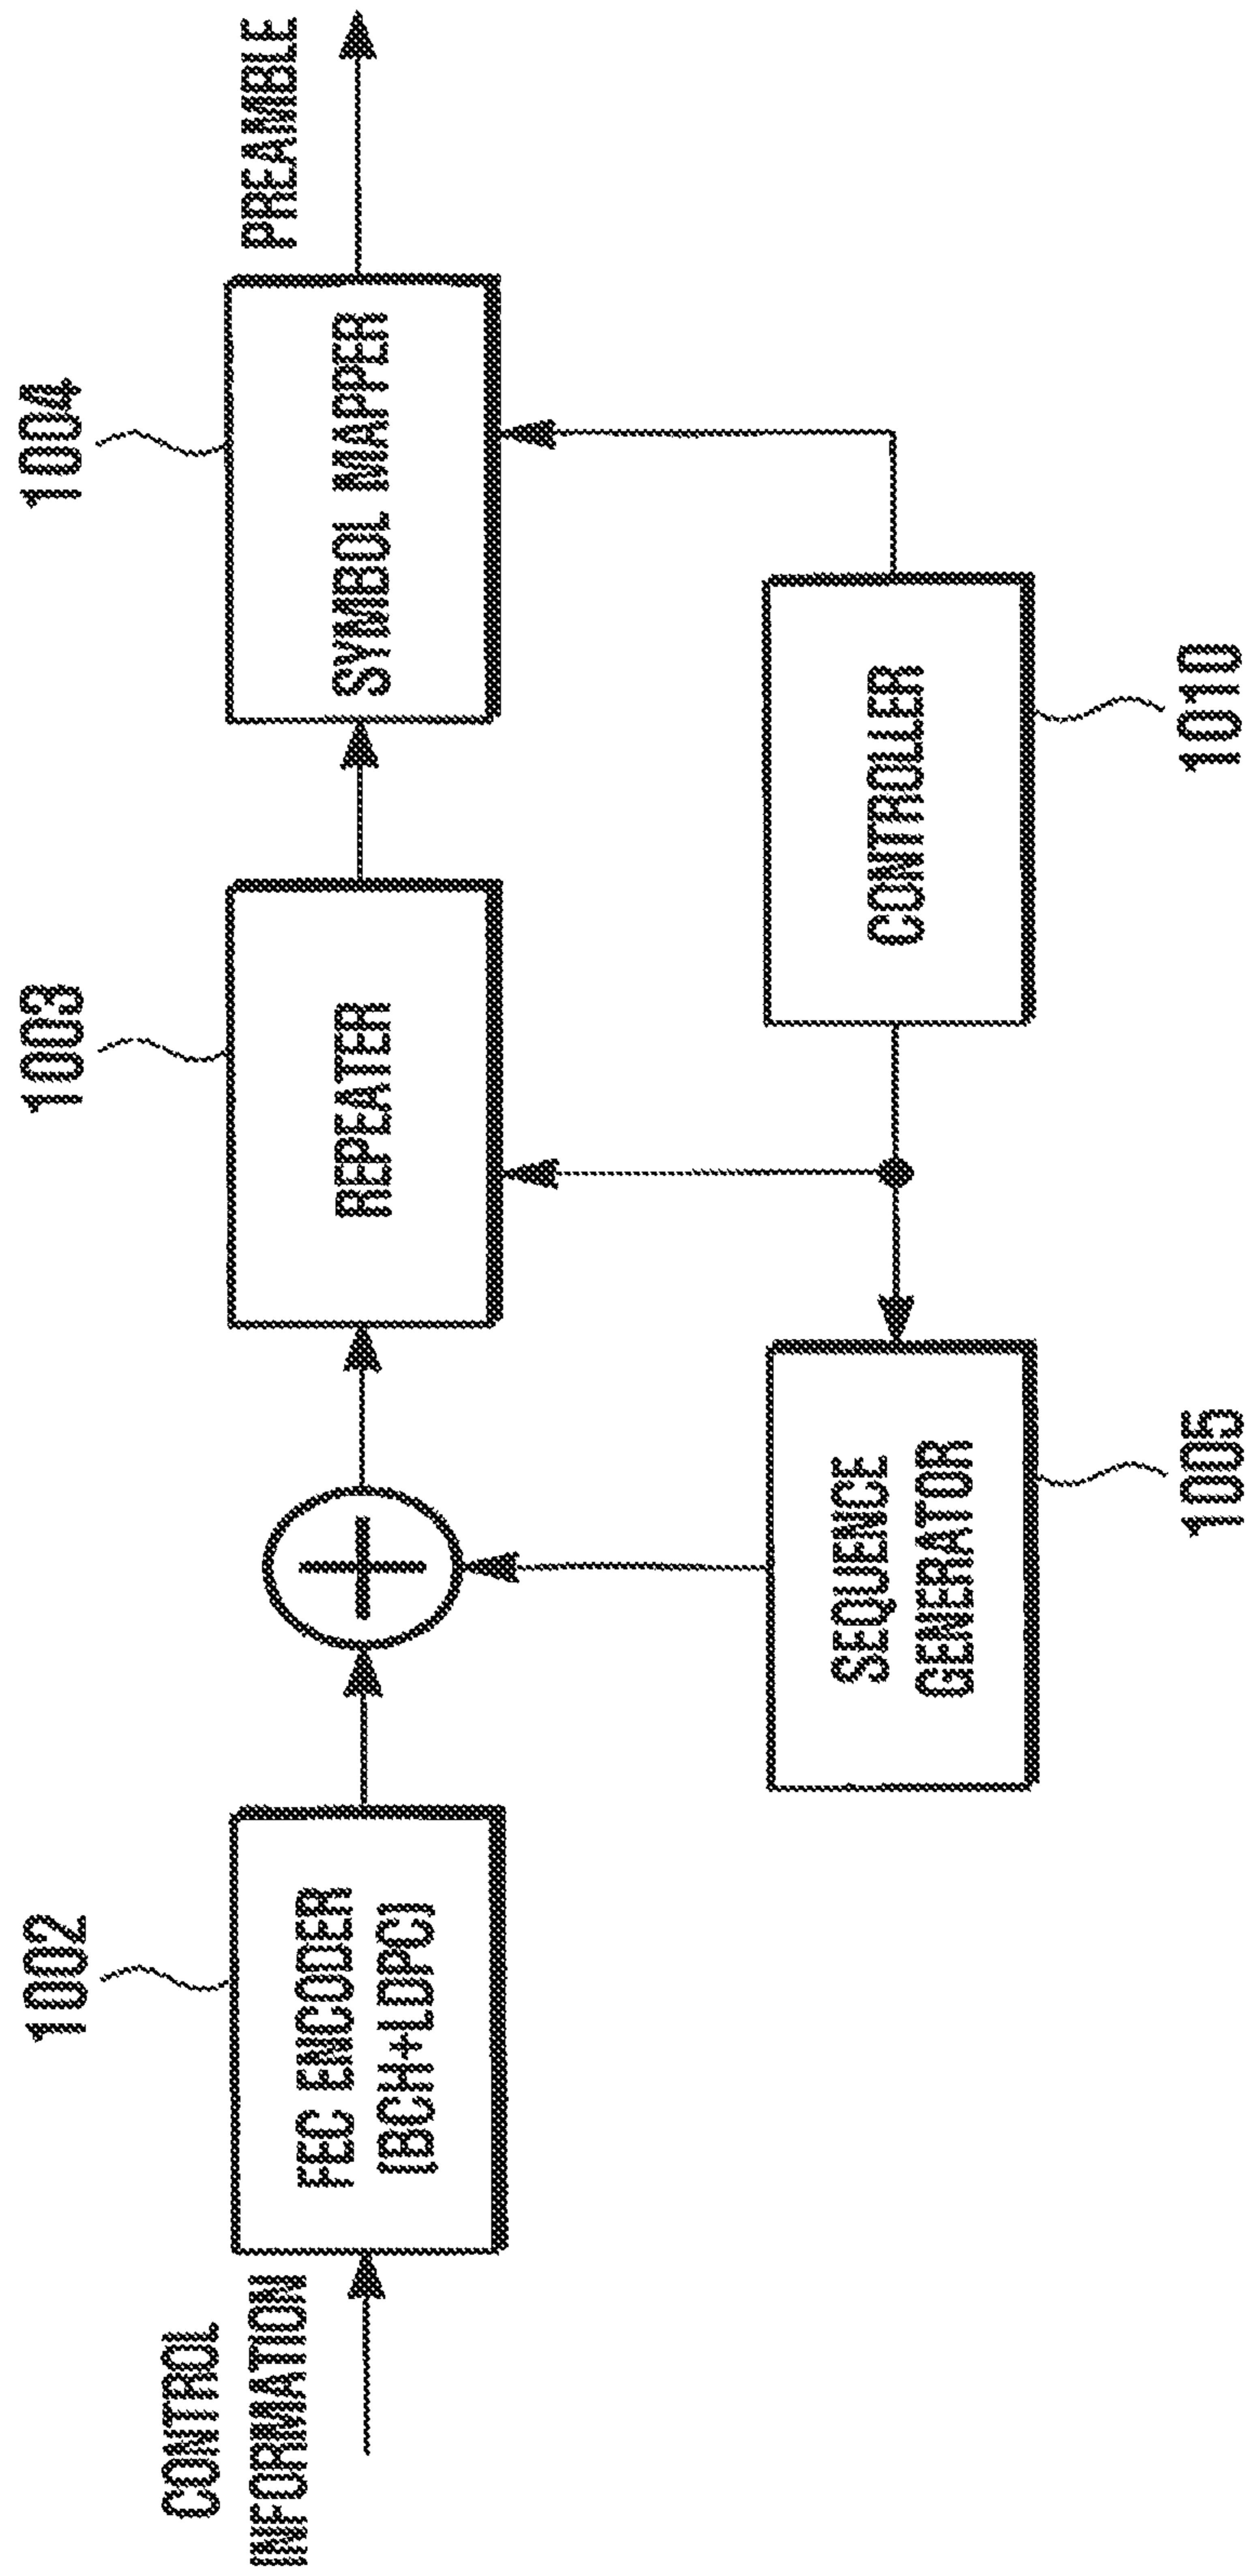 1002
1003
1004
CONTROL
INFORMATION
FEC ENCODER
(BCH+LDPC)
REPEATER
SYMBOL MAPPER
PREAMBLE
SEQUENCE
GENERATOR
CONTROLLER
1005
1010